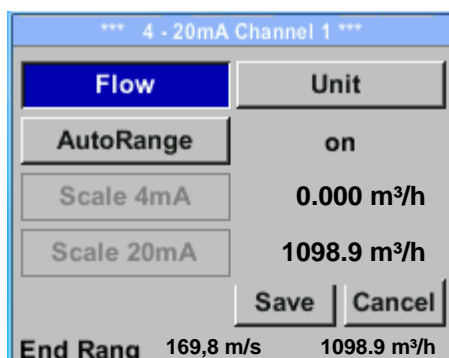 *** 4 - 20mA Channel 1 ***
Flow Unit
AutoRange on
Scale 4mA 0.000 m³/h
Scale 20mA 1098.9 m³/h
Save Cancel
End Rang 169,8 m/s 1098.9 m³/h